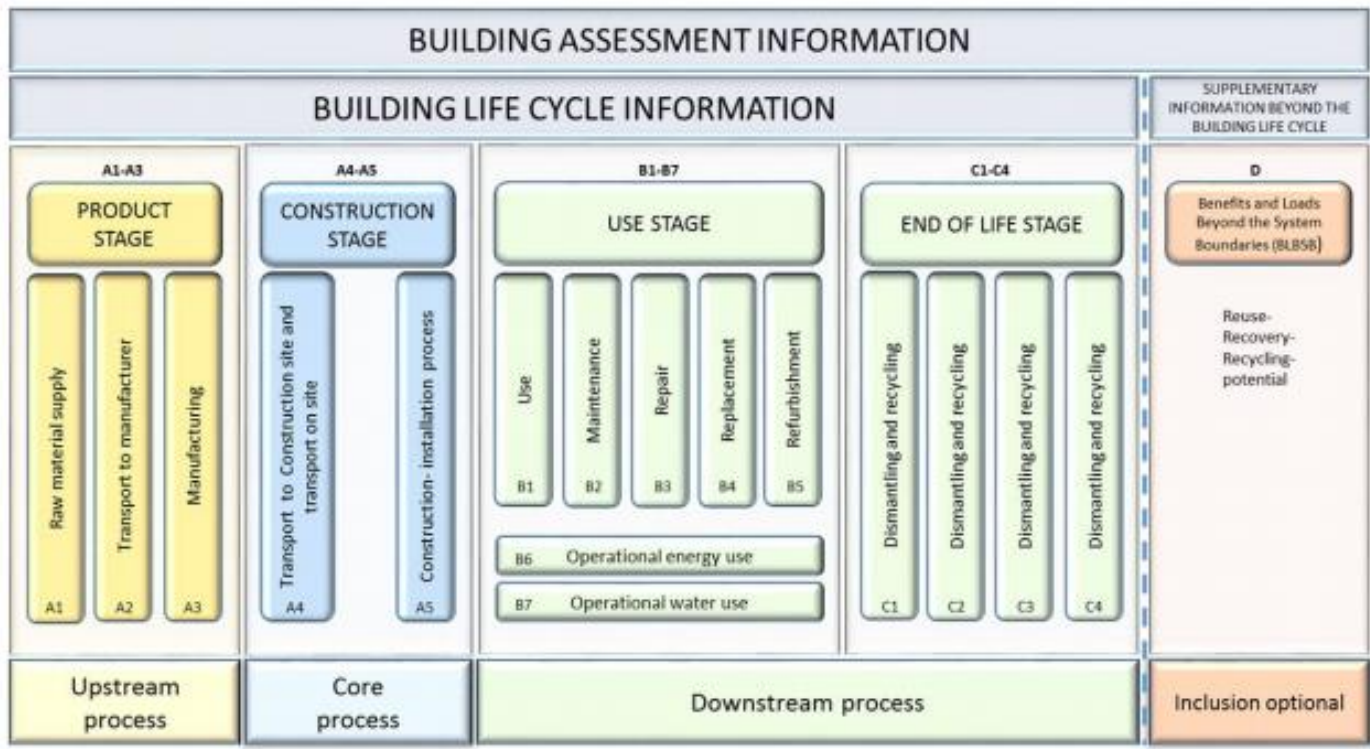 BUILDING ASSESSMENT INFORMATION
BUILDING LIFE CYCLE INFORMATION
SUPPLEMENTARY
INFORMATION BEYOND THE
BUILDING LIFE CYCLE
A1-A3
PRODUCT
STAGE
Raw material supply
A1
Transport to manufacturer
A2
Manufacturing
A3
A4-A5
CONSTRUCTION
STAGE
Transport to Construction site and
transport on site
A4
Construction- installation process
A5
B1-B7
USE STAGE
Use
B1
Maintenance
B2
Repair
B3
Replacement
B4
Refurbishment
B5
B6 Operational energy use
B7 Operational water use
C1-C4
END OF LIFE STAGE
Dismantling and recycling
C1
Dismantling and recycling
C2
Dismantling and recycling
C3
Dismantling and recycling
C4
D
Benefits and Loads
Beyond the System
Boundaries (BLBSB)
Reuse-
Recovery-
Recycling-
potential
Upstream
process
Core
process
Downstream process
Inclusion optional